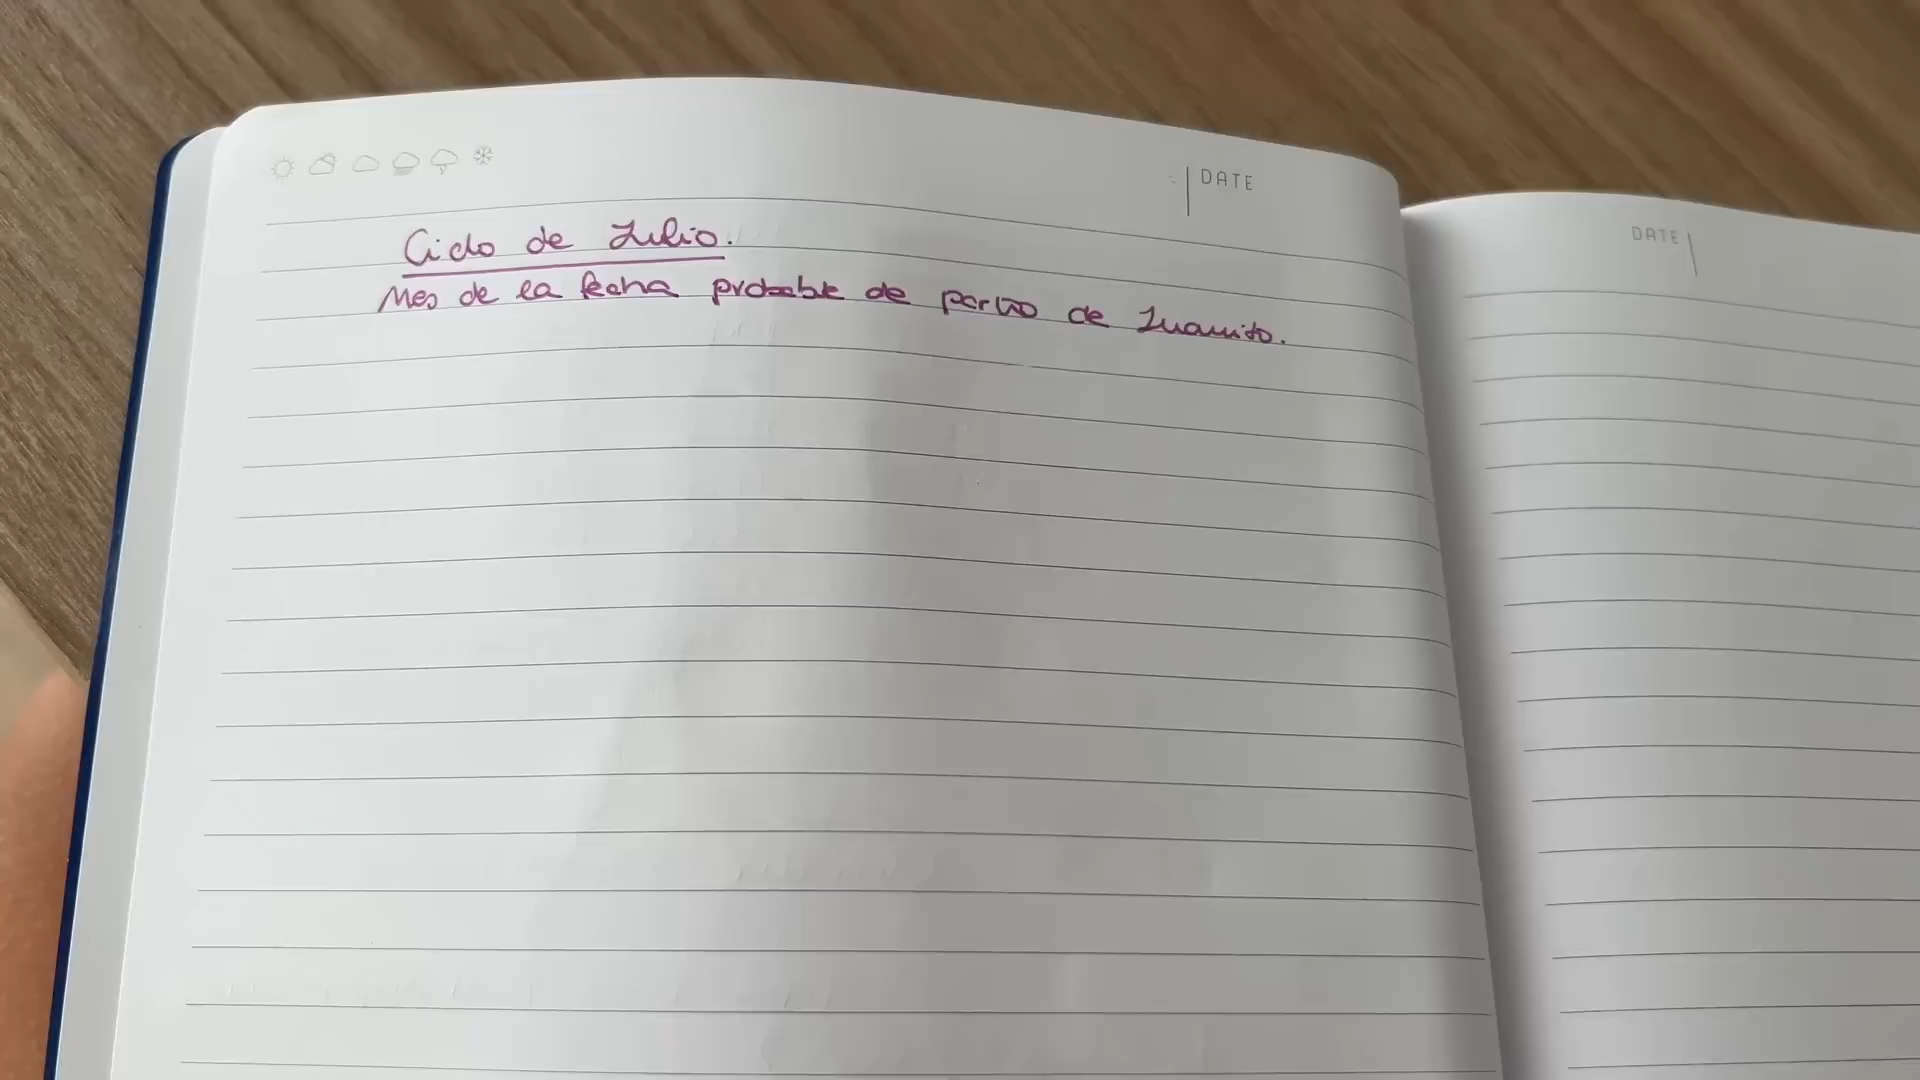 DATE
Ciclo de Julio.
Mes de la fecha probable de parto de Juanito.
DATE